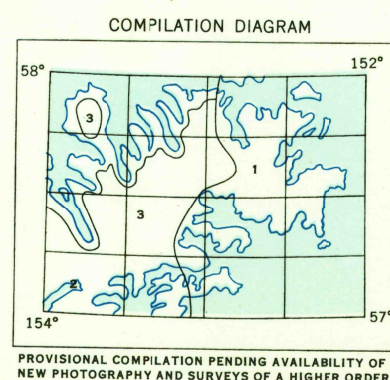 COMPILATION DIAGRAM
58° 152°
3
1
3
2
154° 57°
PROVISIONAL COMPILATION PENDING AVAILABILITY OF
NEW PHOTOGRAPHY AND SURVEYS OF A HIGHER ORDER